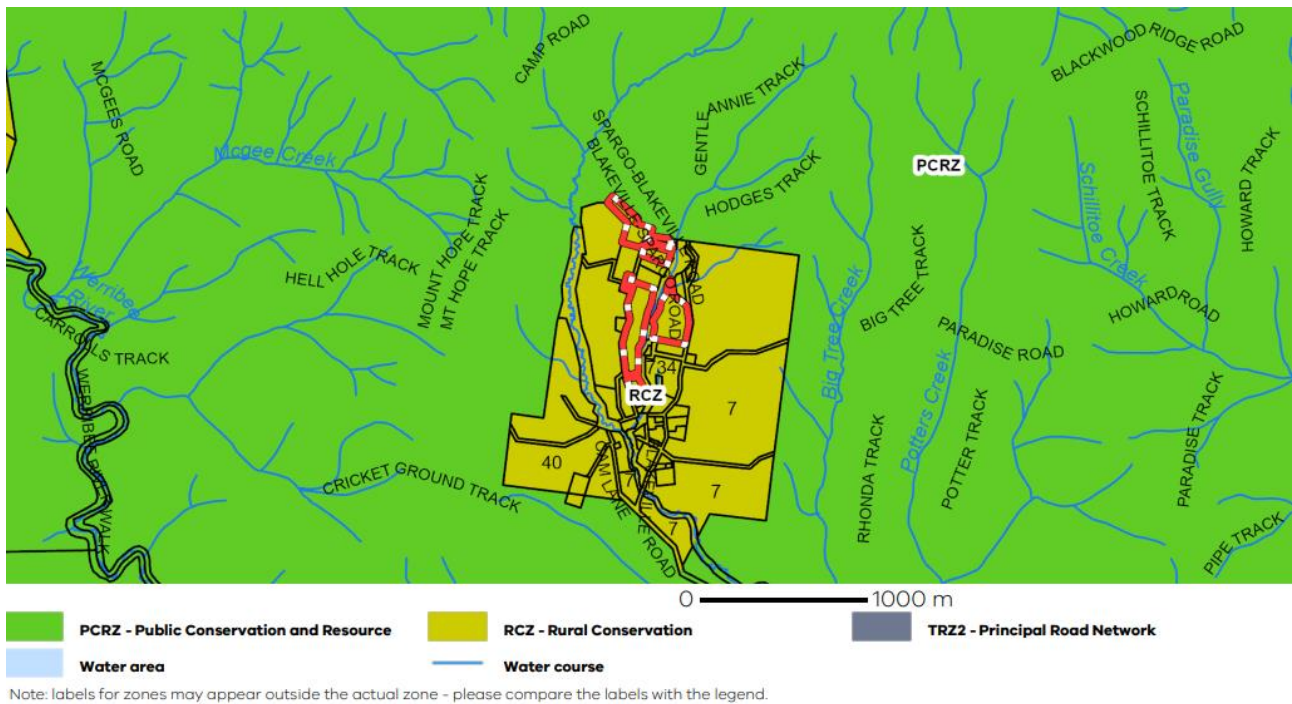 BLACKWOOD RIDGE ROAD
CAMP ROAD
MCGEES ROAD
Mcgee Creek
SPARGO-BLAKEVILLE
GENTLE ANNIE TRACK
HODGES TRACK
PCRZ
SCHILLITOE TRACK
Paradise Gully
HOWARD TRACK
Schillitoe Creek
HOWARD ROAD
MOUNT HOPE TRACK
MT HOPE TRACK
HELL HOLE TRACK
Werribee River
CARROLLS TRACK
ROAD
ROAD
Big Tree Creek
BIG TREE TRACK
PARADISE ROAD
Potters Creek
734
RCZ
7
40
7
7
7
CRICKET GROUND TRACK
RHONDA TRACK
POTTER TRACK
PARADISE TRACK
PIPE TRACK
WALK
0 1000 m
PCRZ - Public Conservation and Resource
RCZ - Rural Conservation
TRZ2 - Principal Road Network
Water area
Water course
Note: labels for zones may appear outside the actual zone - please compare the labels with the legend.